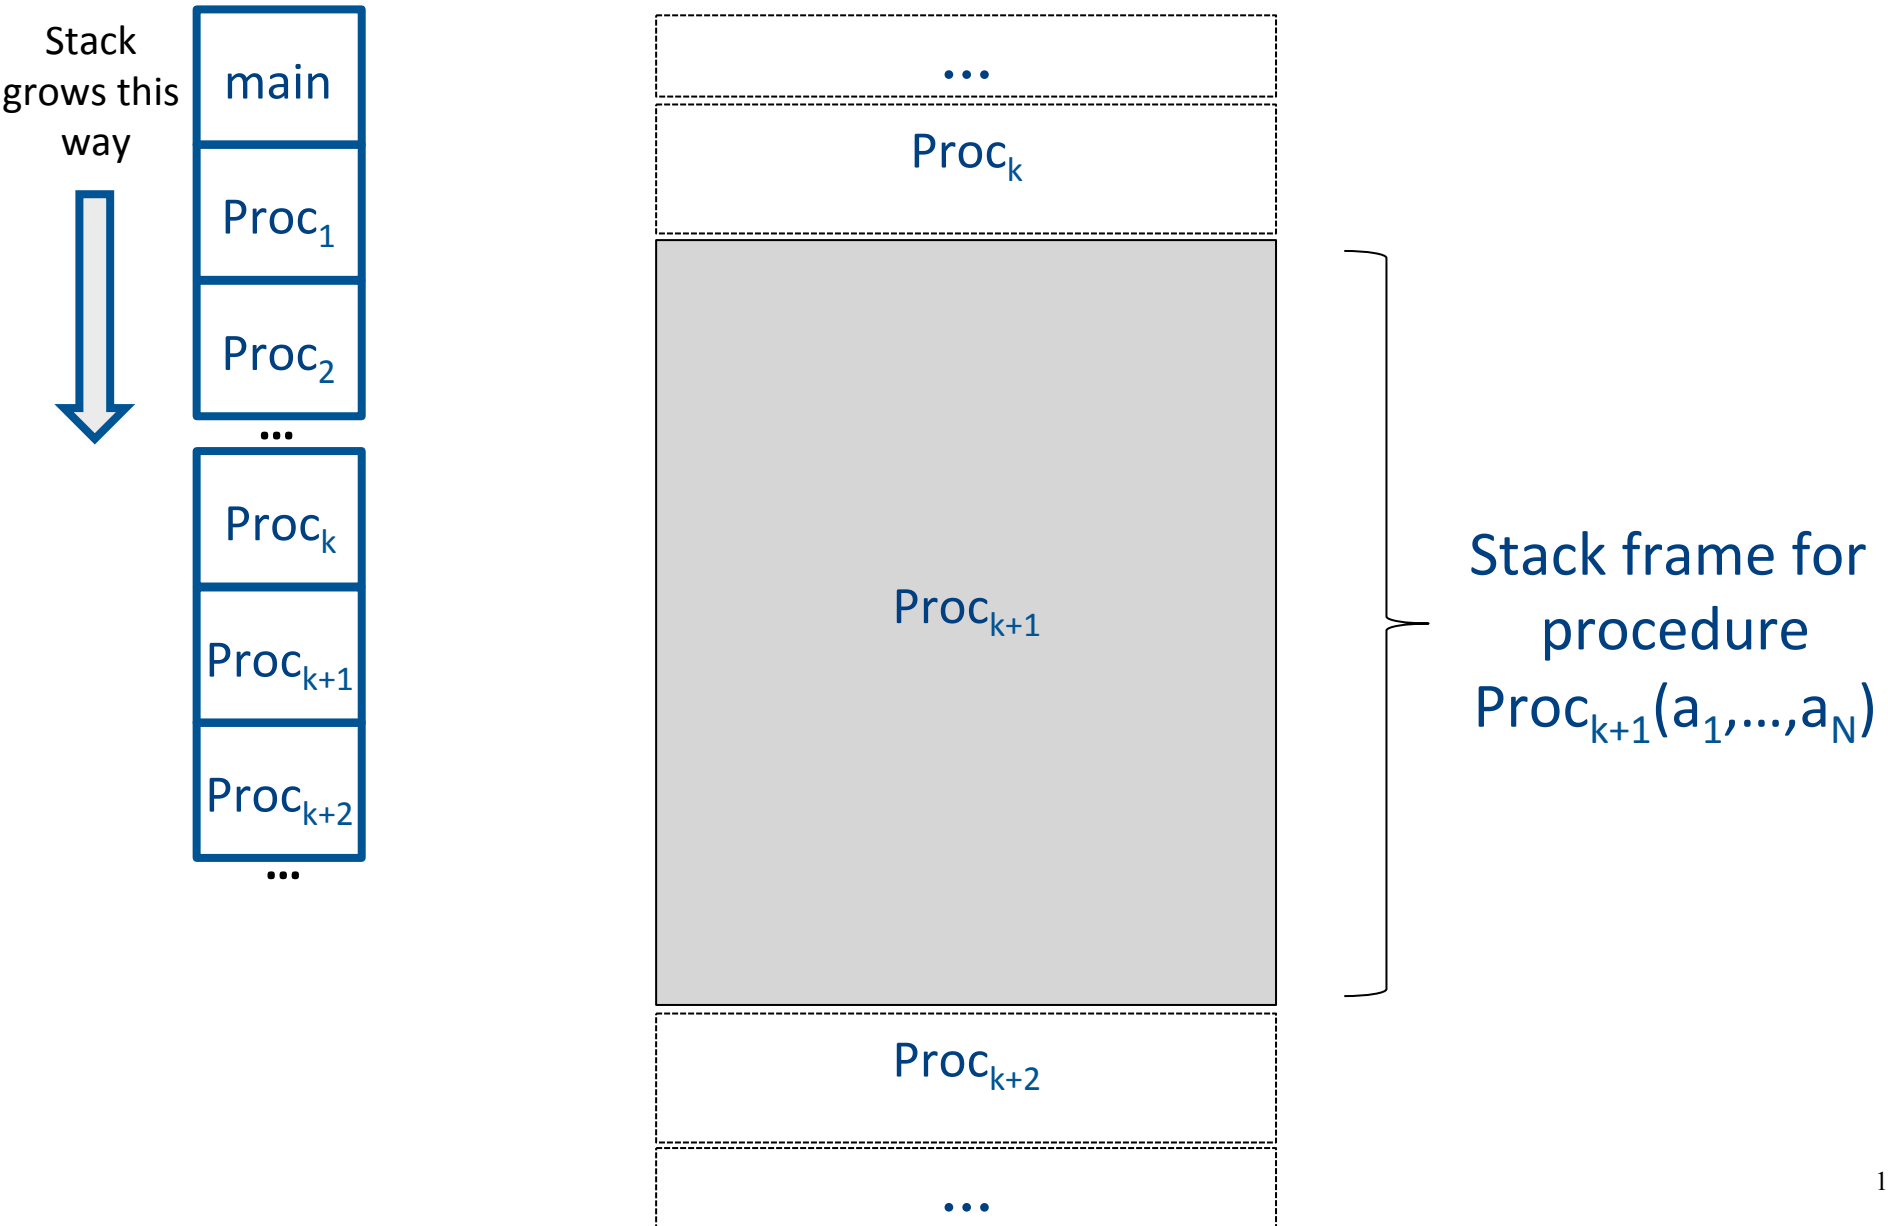 Stack
grows this
way
main
Proc₁
Proc₂
...
Procₖ
Procₖ₊₁
Procₖ₊₂
...
...
Procₖ
Procₖ₊₁
Procₖ₊₂
...
Stack frame for
procedure
Procₖ₊₁(a₁,...,a_N)
1